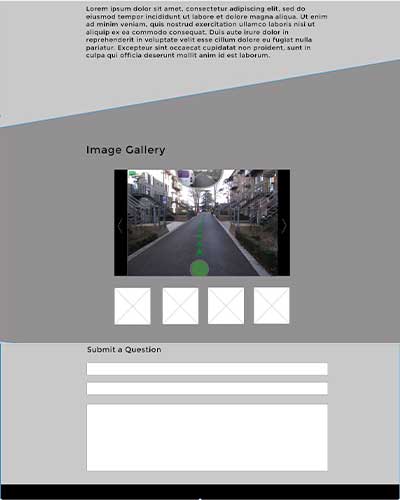 Lorem ipsum dolor sit amet, consectetur adipiscing elit, sed do
eiusmod tempor incididunt ut labore et dolore magna aliqua. Ut enim
ad minim veniam, quis nostrud exercitation ullamco laboris nisi ut
aliquip ex ea commodo consequat. Duis aute irure dolor in
reprehenderit in voluptate velit esse cillum dolore eu fugiat nulla
pariatur. Excepteur sint occaecat cupidatat non proident, sunt in
culpa qui officia deserunt mollit anim id est laborum.
Image Gallery
Submit a Question